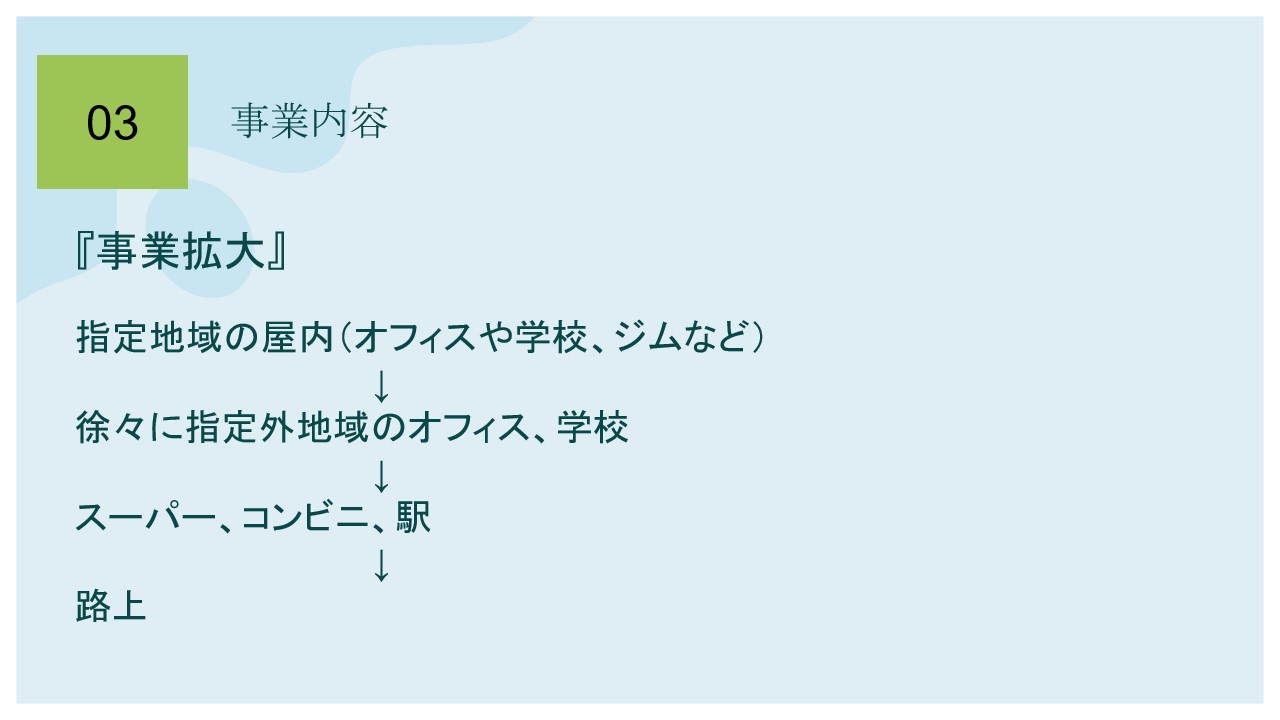 03
事業内容
『事業拡大』
指定地域の屋内（オフィスや学校、ジムなど）
↓
徐々に指定外地域のオフィス、学校
↓
スーパー、コンビニ、駅
↓
路上